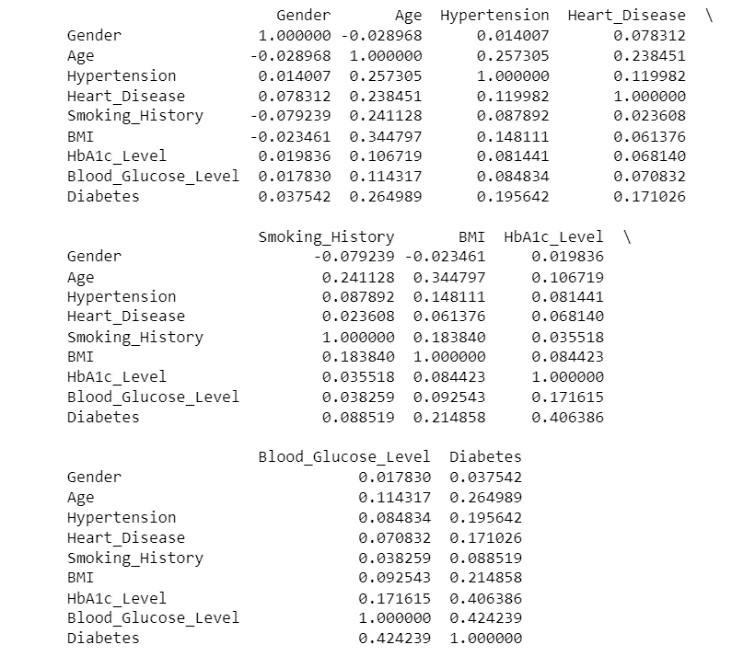 Gender Age Hypertension Heart_Disease \
Gender 1.000000 -0.028968 0.014007 0.078312
Age -0.028968 1.000000 0.257305 0.238451
Hypertension 0.014007 0.257305 1.000000 0.119982
Heart_Disease 0.078312 0.238451 0.119982 1.000000
Smoking_History -0.079239 0.241128 0.087892 0.023608
BMI -0.023461 0.344797 0.148111 0.061376
HbA1c_Level 0.019836 0.106719 0.081441 0.068140
Blood_Glucose_Level 0.017830 0.114317 0.084834 0.070832
Diabetes 0.037542 0.264989 0.195642 0.171026
Smoking_History BMI HbA1c_Level \
Gender -0.079239 -0.023461 0.019836
Age 0.241128 0.344797 0.106719
Hypertension 0.087892 0.148111 0.081441
Heart_Disease 0.023608 0.061376 0.068140
Smoking_History 1.000000 0.183840 0.035518
BMI 0.183840 1.000000 0.084423
HbA1c_Level 0.035518 0.084423 1.000000
Blood_Glucose_Level 0.038259 0.092543 0.171615
Diabetes 0.088519 0.214858 0.406386
Blood_Glucose_Level Diabetes
Gender 0.017830 0.037542
Age 0.114317 0.264989
Hypertension 0.084834 0.195642
Heart_Disease 0.070832 0.171026
Smoking_History 0.038259 0.088519
BMI 0.092543 0.214858
HbA1c_Level 0.171615 0.406386
Blood_Glucose_Level 1.000000 0.424239
Diabetes 0.424239 1.000000